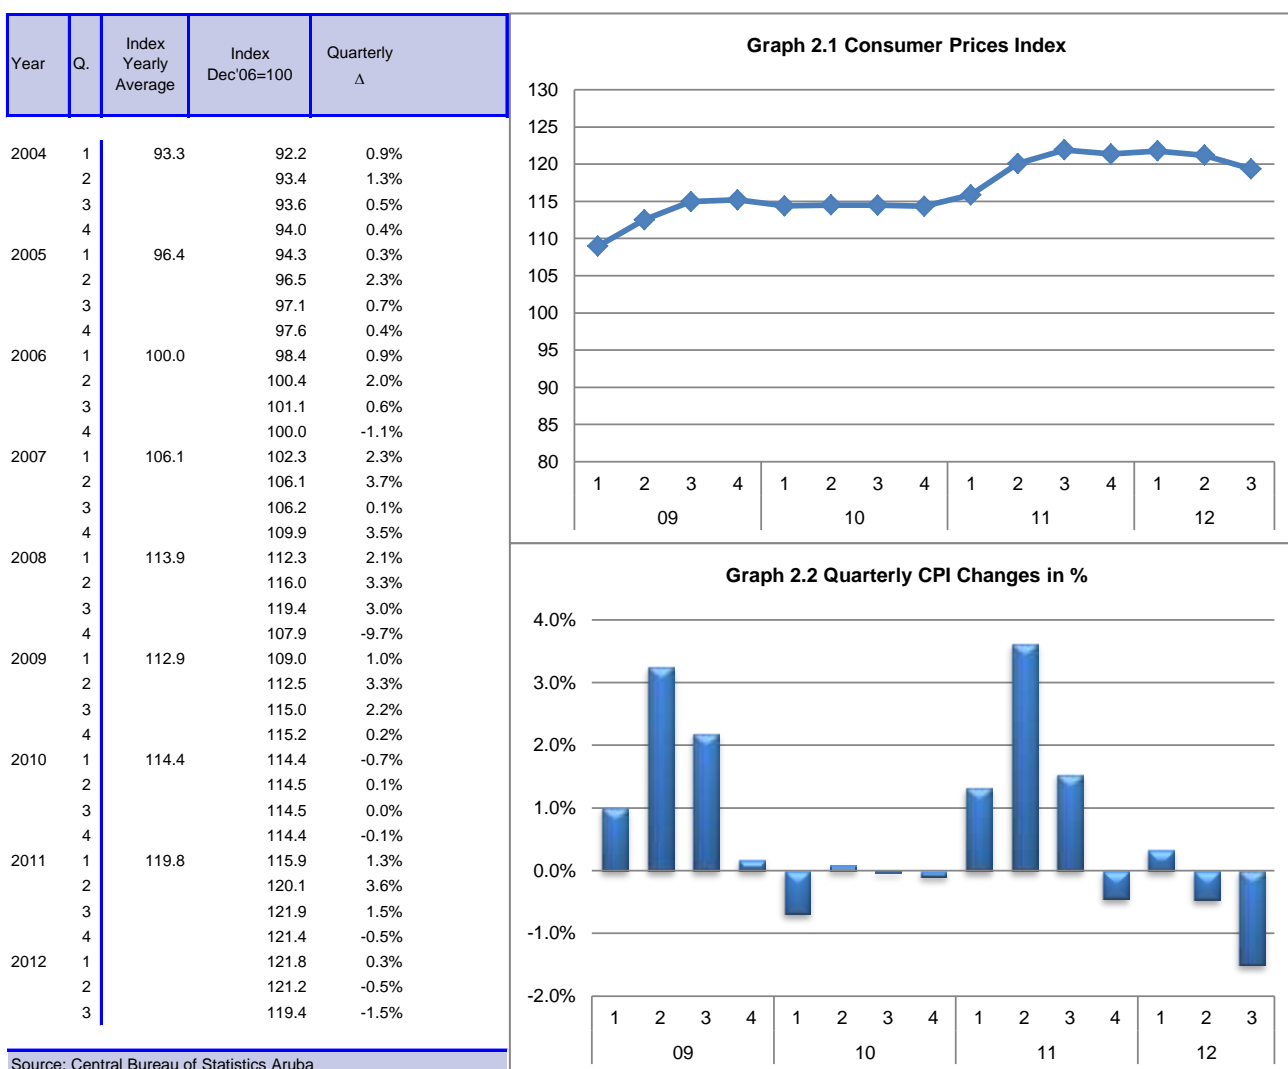 Year Q. Index Yearly Average Index Dec'06=100 Quarterly Δ
2004 1 93.3 92.2 0.9%
2 93.4 1.3%
3 93.6 0.5%
4 94.0 0.4%
2005 1 96.4 94.3 0.3%
2 96.5 2.3%
3 97.1 0.7%
4 97.6 0.4%
2006 1 100.0 98.4 0.9%
2 100.4 2.0%
3 101.1 0.6%
4 100.0 -1.1%
2007 1 106.1 102.3 2.3%
2 106.1 3.7%
3 106.2 0.1%
4 109.9 3.5%
2008 1 113.9 112.3 2.1%
2 116.0 3.3%
3 119.4 3.0%
4 107.9 -9.7%
2009 1 112.9 109.0 1.0%
2 112.5 3.3%
3 115.0 2.2%
4 115.2 0.2%
2010 1 114.4 114.4 -0.7%
2 114.5 0.1%
3 114.5 0.0%
4 114.4 -0.1%
2011 1 119.8 115.9 1.3%
2 120.1 3.6%
3 121.9 1.5%
4 121.4 -0.5%
2012 1 121.8 0.3%
2 121.2 -0.5%
3 119.4 -1.5%
Source: Central Bureau of Statistics Aruba
Graph 2.1 Consumer Prices Index
130
125
120
115
110
105
100
95
90
85
80
1 2 3 4 1 2 3 4 1 2 3 4 1 2 3
09 10 11 12
Graph 2.2 Quarterly CPI Changes in %
4.0%
3.0%
2.0%
1.0%
0.0%
-1.0%
-2.0%
1 2 3 4 1 2 3 4 1 2 3 4 1 2 3
09 10 11 12